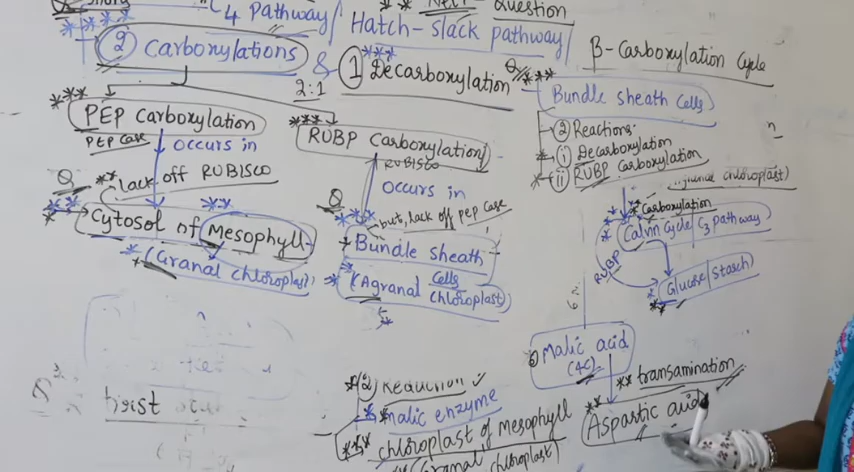 C4 pathway/ Hatch-slack pathway/
question
β-Carboxylation Cycle
② Carboxylations & ① Decarboxylation
2:1
PEP Carboxylation
PEP Case
occurs in
lack off RUBISCO
Q
Cytosol of Mesophyll
(Granal chloroplast)
RUBP Carboxylation
RUBISCO
occurs in
Q
but, lack off pep case
Bundle sheath
Cells
(Agranal chloroplast)
Q
Bundle sheath Cells
② Reactions.
(i) Decarboxylation
(ii) RUBP Carboxylation
Carboxylation
Calvin Cycle/C3 pathway
RUBP
Glucose/Starch
Malic acid
(4C)
transamination
Aspastic acid
(2) Reduction
Malic enzyme
chloroplast of Mesophyll
(Granal chloroplast)